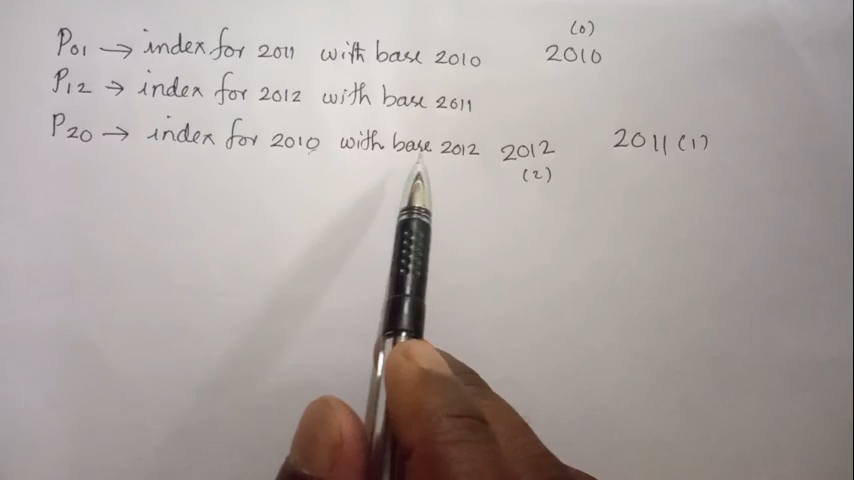 (0)
P01 → index for 2011 with base 2010 2010
P12 → index for 2012 with base 2011
P20 → index for 2010 with base 2012 2012 2011 (1)
(2)